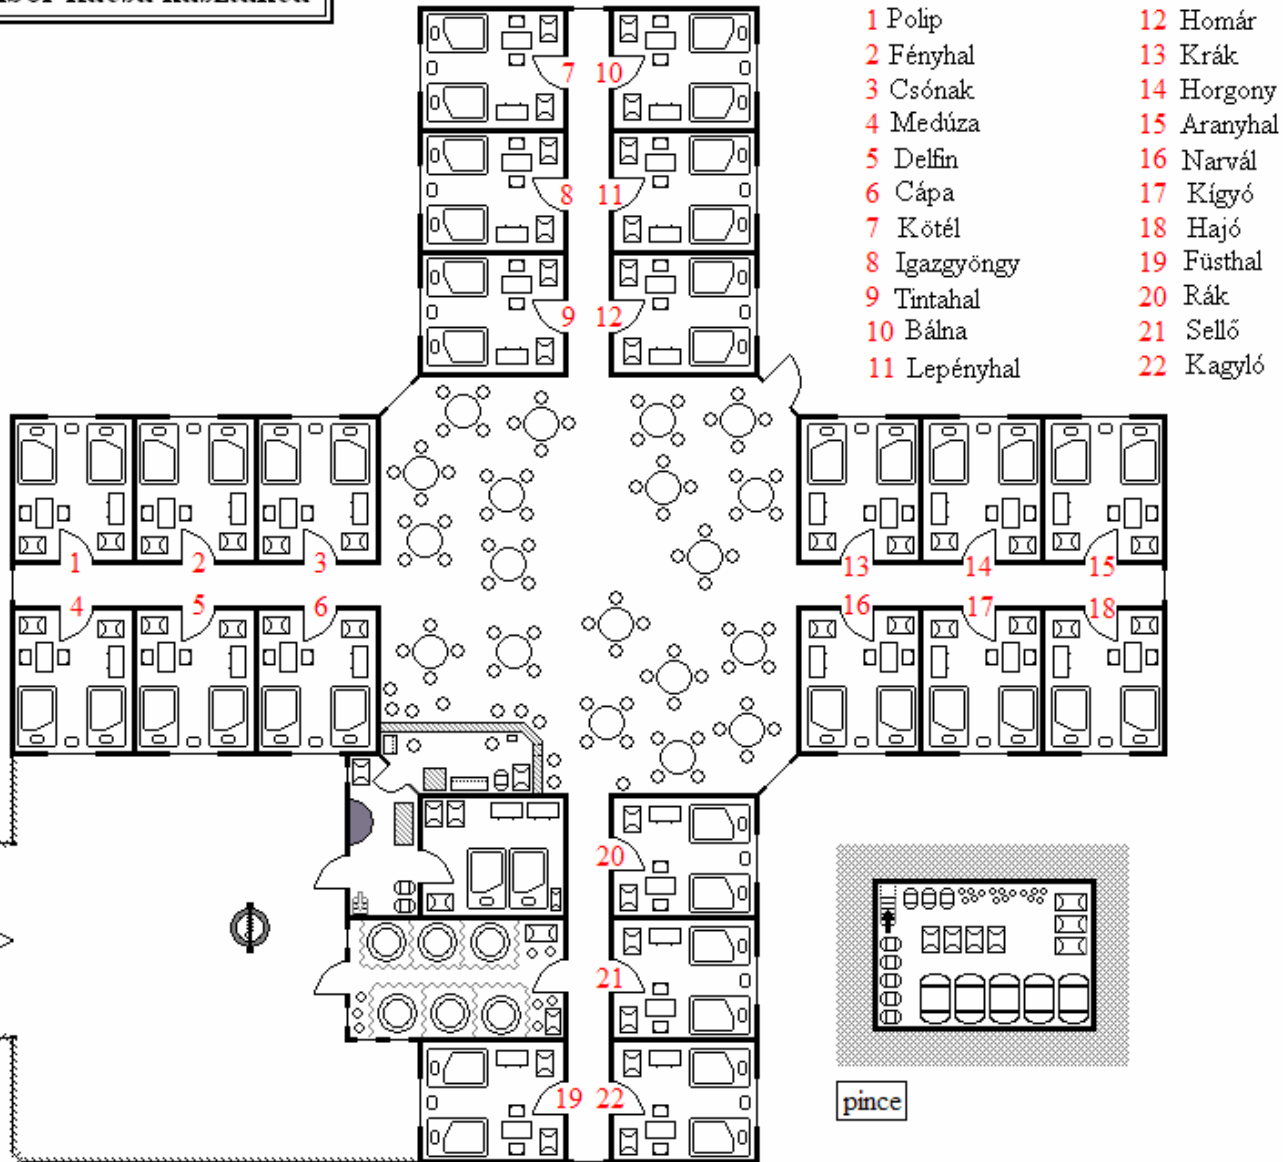 1 Polip
2 Fényhal
3 Csónak
4 Medúza
5 Delfin
6 Cápa
7 Kötél
8 Igazgyöngy
9 Tintahal
10 Bálna
11 Lepényhal
12 Homár
13 Krák
14 Horgony
15 Aranyhal
16 Narvál
17 Kígyó
18 Hajó
19 Füsthal
20 Rák
21 Sellő
22 Kagyló
7 10
8 11
9 12
1 2 3 13 14 15
4 5 6 16 17 18
20
21
19 22
pince